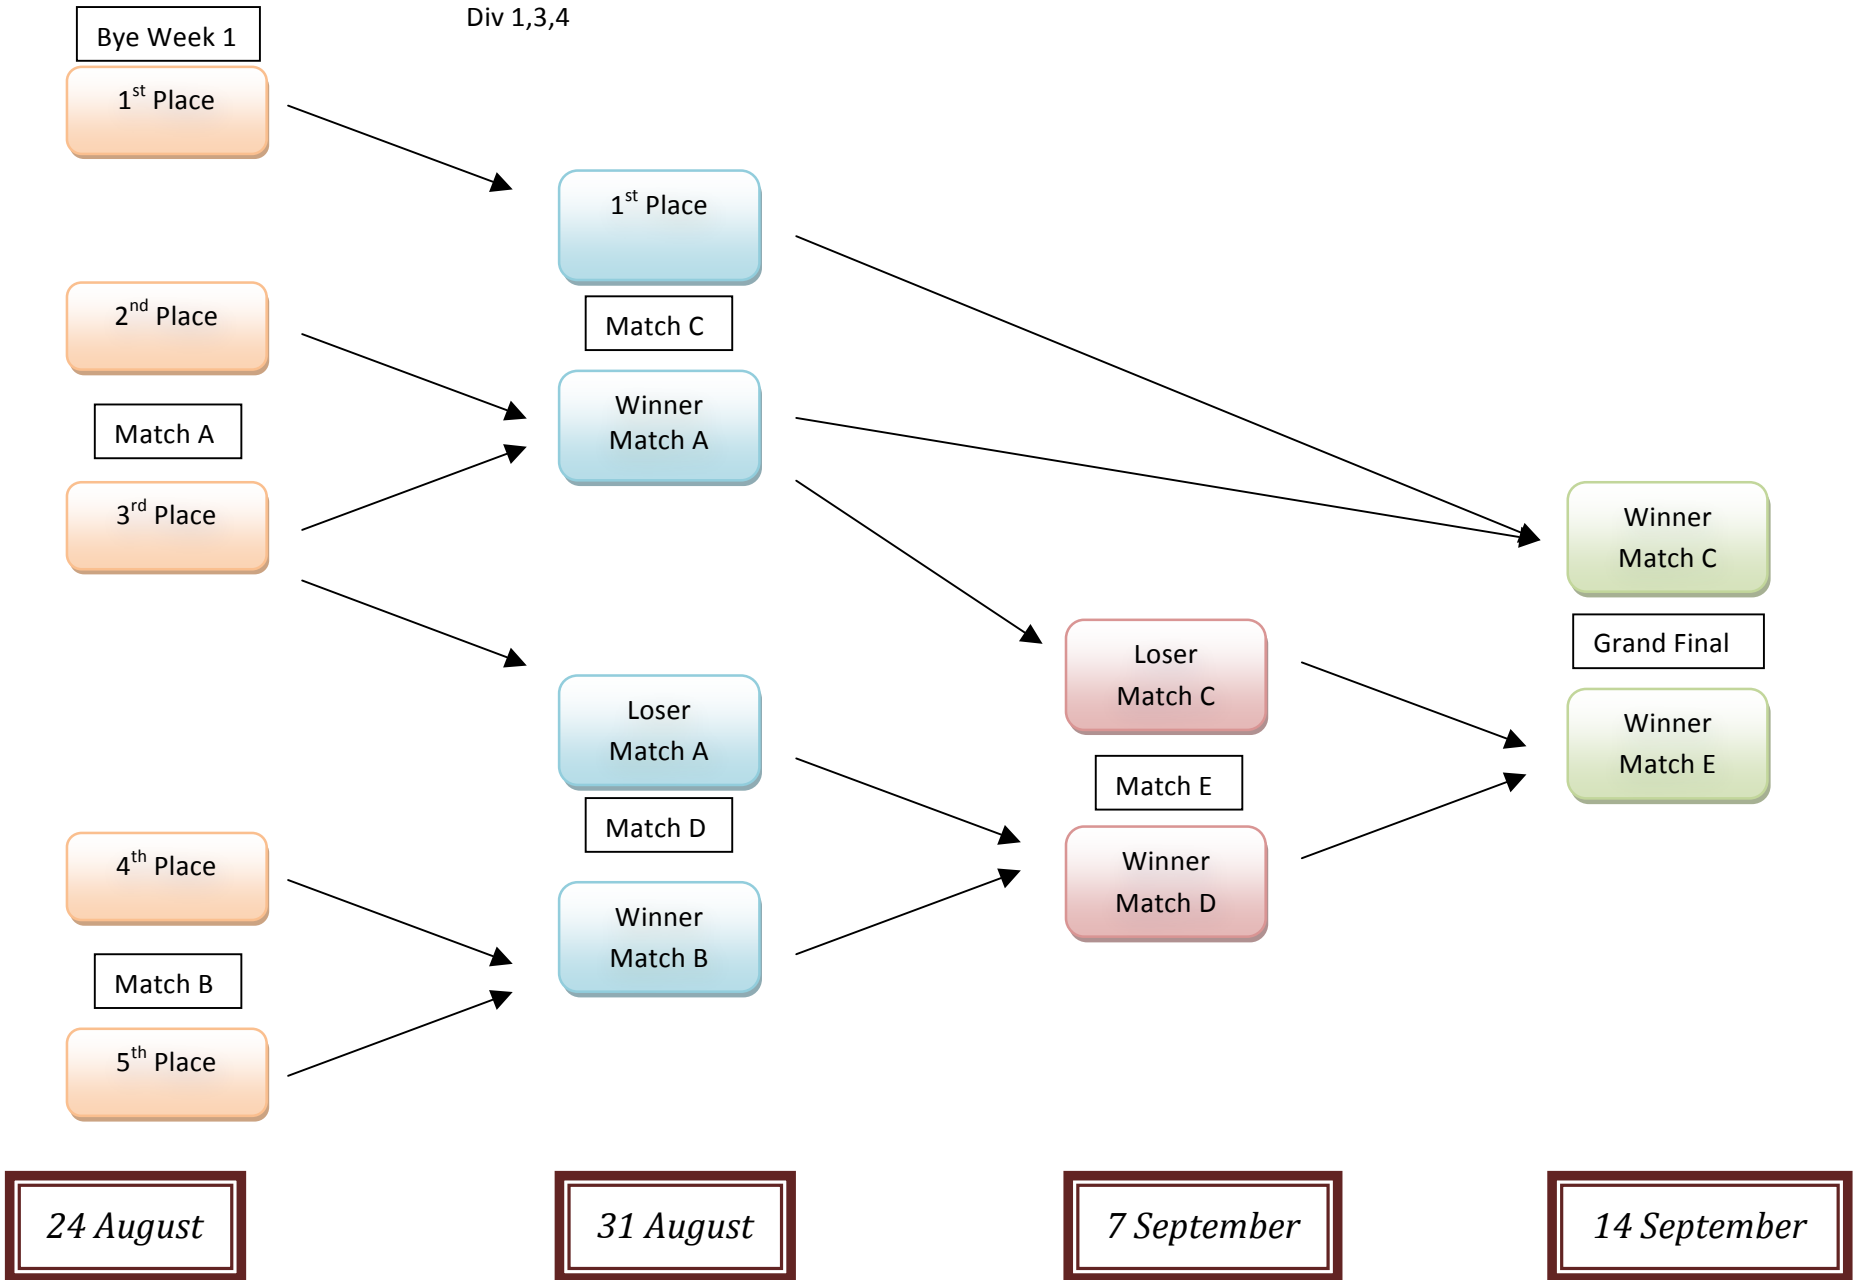 Div 1,3,4
Bye Week 1
1st Place
2nd Place
Match A
3rd Place
4th Place
Match B
5th Place
1st Place
Match C
Winner
Match A
Loser
Match A
Match D
Winner
Match B
Loser
Match C
Match E
Winner
Match D
Winner
Match C
Grand Final
Winner
Match E
24 August
31 August
7 September
14 September